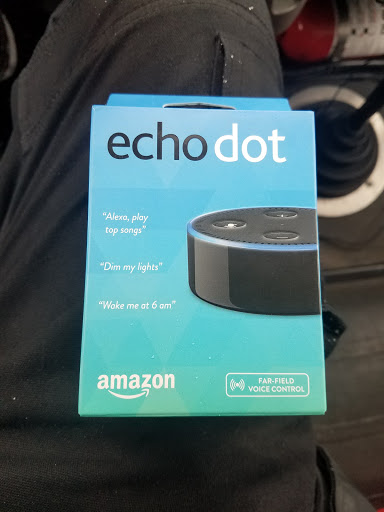 echo dot
“Alexa, play
top songs”
“Dim my lights”
“Wake me at 6 am”
amazon
FAR-FIELD
VOICE CONTROL